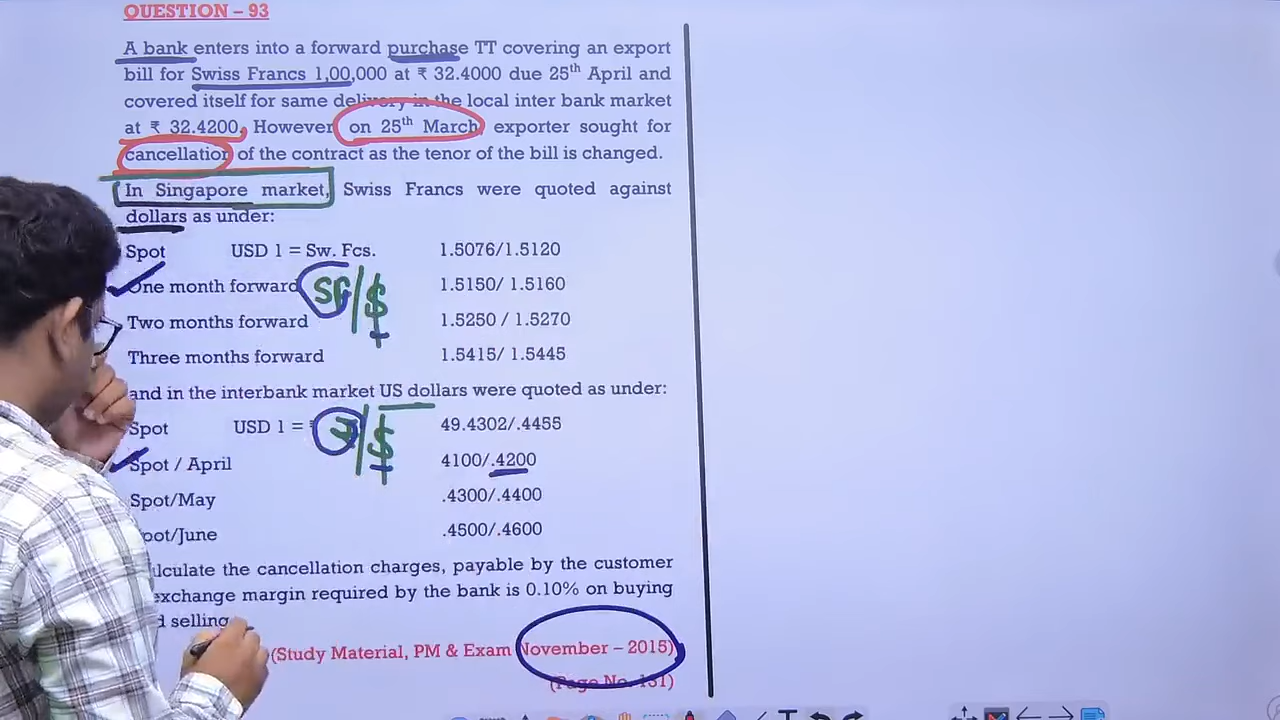 QUESTION – 93
A bank enters into a forward purchase TT covering an export
bill for Swiss Francs 1,00,000 at ₹ 32.4000 due 25th April and
covered itself for same delivery in the local inter bank market
at ₹ 32.4200. However on 25th March, exporter sought for
cancellation of the contract as the tenor of the bill is changed.
In Singapore market, Swiss Francs were quoted against
dollars as under:
Spot USD 1 = Sw. Fcs. 1.5076/1.5120
One month forward SF/$ 1.5150/ 1.5160
Two months forward 1.5250 / 1.5270
Three months forward 1.5415/ 1.5445
and in the interbank market US dollars were quoted as under:
Spot USD 1 = ₹/$ 49.4302/.4455
Spot / April 4100/.4200
Spot/May .4300/.4400
pot/June .4500/.4600
lculate the cancellation charges, payable by the customer
exchange margin required by the bank is 0.10% on buying
d selling
(Study Material, PM & Exam November – 2015)
(Page No. 131)